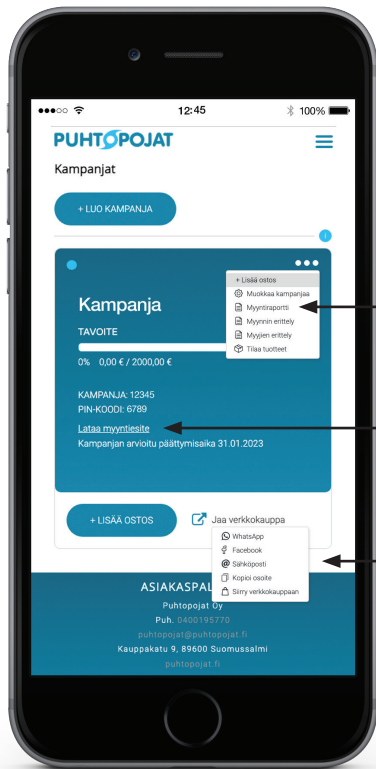 12:45
100%
PUHTOPOJAT
Kampanjat
+ LUO KAMPANJA
i
+ Lisää ostos
Muokkaa kampanjaa
Myyntiraportti
Myynnin erittely
Myyjien erittely
Tilaa tuotteet
Kampanja
TAVOITE
0% 0,00 € / 2000,00 €
KAMPANJA: 12345
PIN-KOODI: 6789
Lataa myyntiesite
Kampanjan arvioitu päättymisaika 31.01.2023
+ LISÄÄ OSTOS
Jaa verkkokauppa
WhatsApp
Facebook
Sähköposti
Kopioi osoite
Siirry verkkokauppaan
ASIAKASPAL
Puhtopojat Oy
Puh. 0400195770
puhtopojat@puhtopojat.fi
Kauppakatu 9, 89600 Suomussalmi
puhtopojat.fi